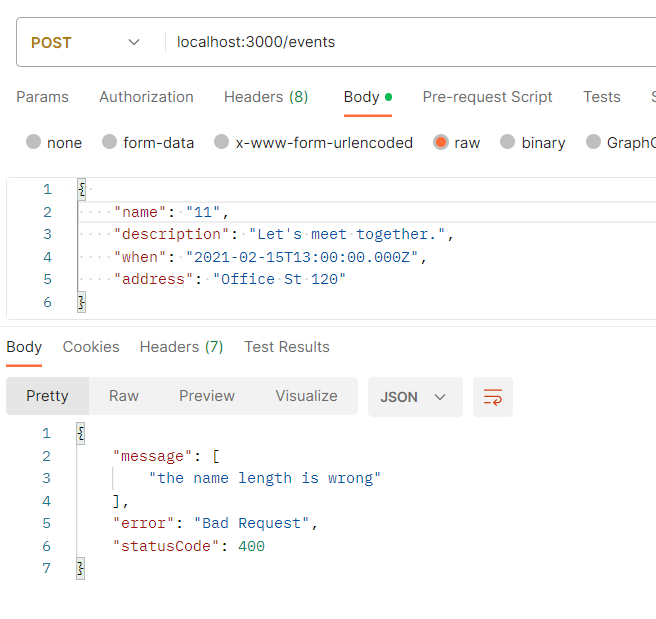 POST localhost:3000/events
Params Authorization Headers (8) Body Pre-request Script Tests S
none form-data x-www-form-urlencoded raw binary GraphQ
1 {
2 "name": "11",
3 "description": "Let's meet together.",
4 "when": "2021-02-15T13:00:00.000Z",
5 "address": "Office St 120"
6 }
Body Cookies Headers (7) Test Results
Pretty Raw Preview Visualize JSON
1 {
2 "message": [
3 "the name length is wrong"
4 ],
5 "error": "Bad Request",
6 "statusCode": 400
7 }